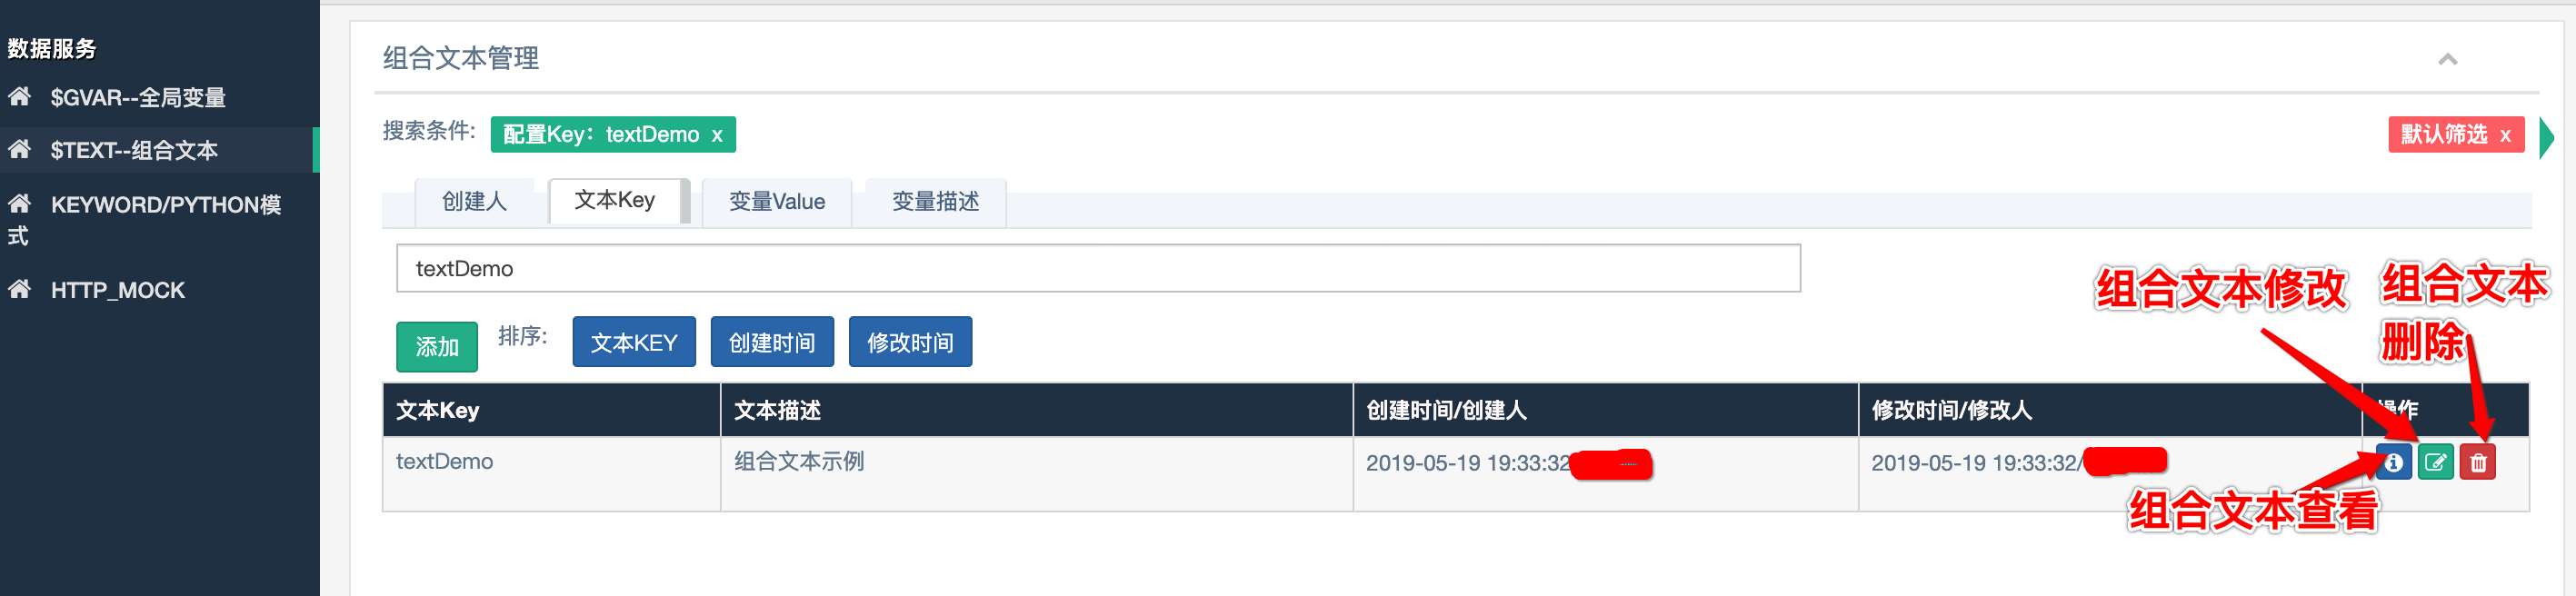 数据服务
$GVAR--全局变量
$TEXT--组合文本
KEYWORD/PYTHON模
式
HTTP_MOCK
组合文本管理
搜索条件:
配置Key：textDemo x
默认筛选 x
创建人
文本Key
变量Value
变量描述
textDemo
添加
排序:
文本KEY
创建时间
修改时间
组合文本修改
组合文本
删除
文本Key
文本描述
创建时间/创建人
修改时间/修改人
操作
textDemo
组合文本示例
2019-05-19 19:33:32
2019-05-19 19:33:32/
组合文本查看